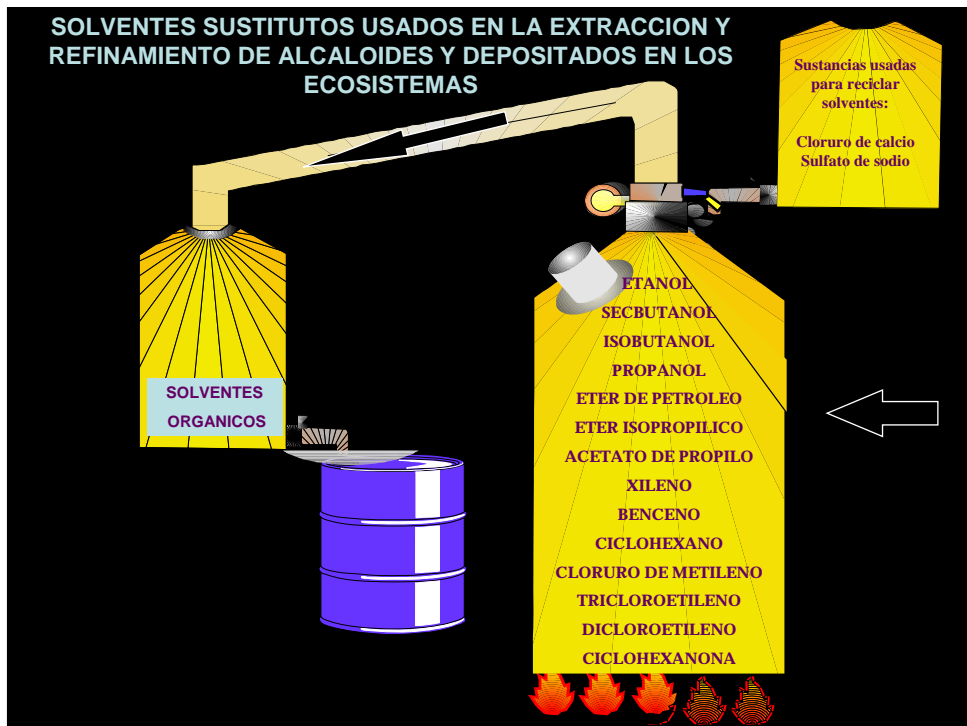 SOLVENTES SUSTITUTOS USADOS EN LA EXTRACCION Y
REFINAMIENTO DE ALCALOIDES Y DEPOSITADOS EN LOS
ECOSISTEMAS
Sustancias usadas
para reciclar
solventes:
Cloruro de calcio
Sulfato de sodio
ETANOL
SECBUTANOL
ISOBUTANOL
PROPANOL
ETER DE PETROLEO
ETER ISOPROPILICO
ACETATO DE PROPILO
XILENO
BENCENO
CICLOHEXANO
CLORURO DE METILENO
TRICLOROETILENO
DICLOROETILENO
CICLOHEXANONA
SOLVENTES
ORGANICOS